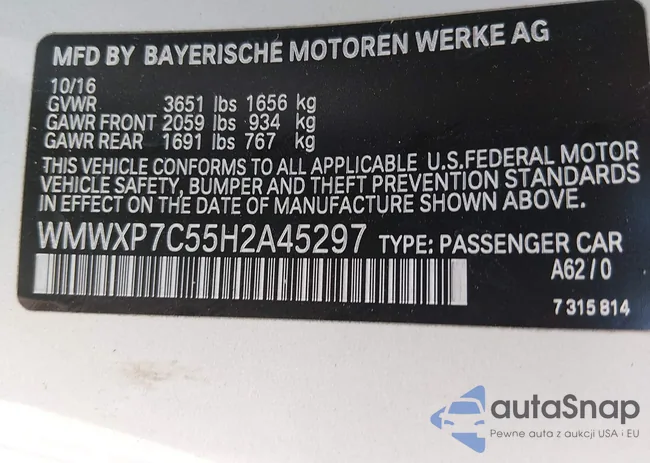 MFD BY BAYERISCHE MOTOREN WERKE AG
10/16
GVWR 3651 lbs 1656 kg
GAWR FRONT 2059 lbs 934 kg
GAWR REAR 1691 lbs 767 kg
THIS VEHICLE CONFORMS TO ALL APPLICABLE U.S.FEDERAL MOTOR
VEHICLE SAFETY, BUMPER AND THEFT PREVENTION STANDARDS
IN EFFECT ON THE DATE OF MANUFACTURE SHOWN ABOVE.
WMWXP7C55H2A45297 TYPE: PASSENGER CAR
A62/0
7 315 814
autaSnap
Pewne auta z aukcji USA i EU